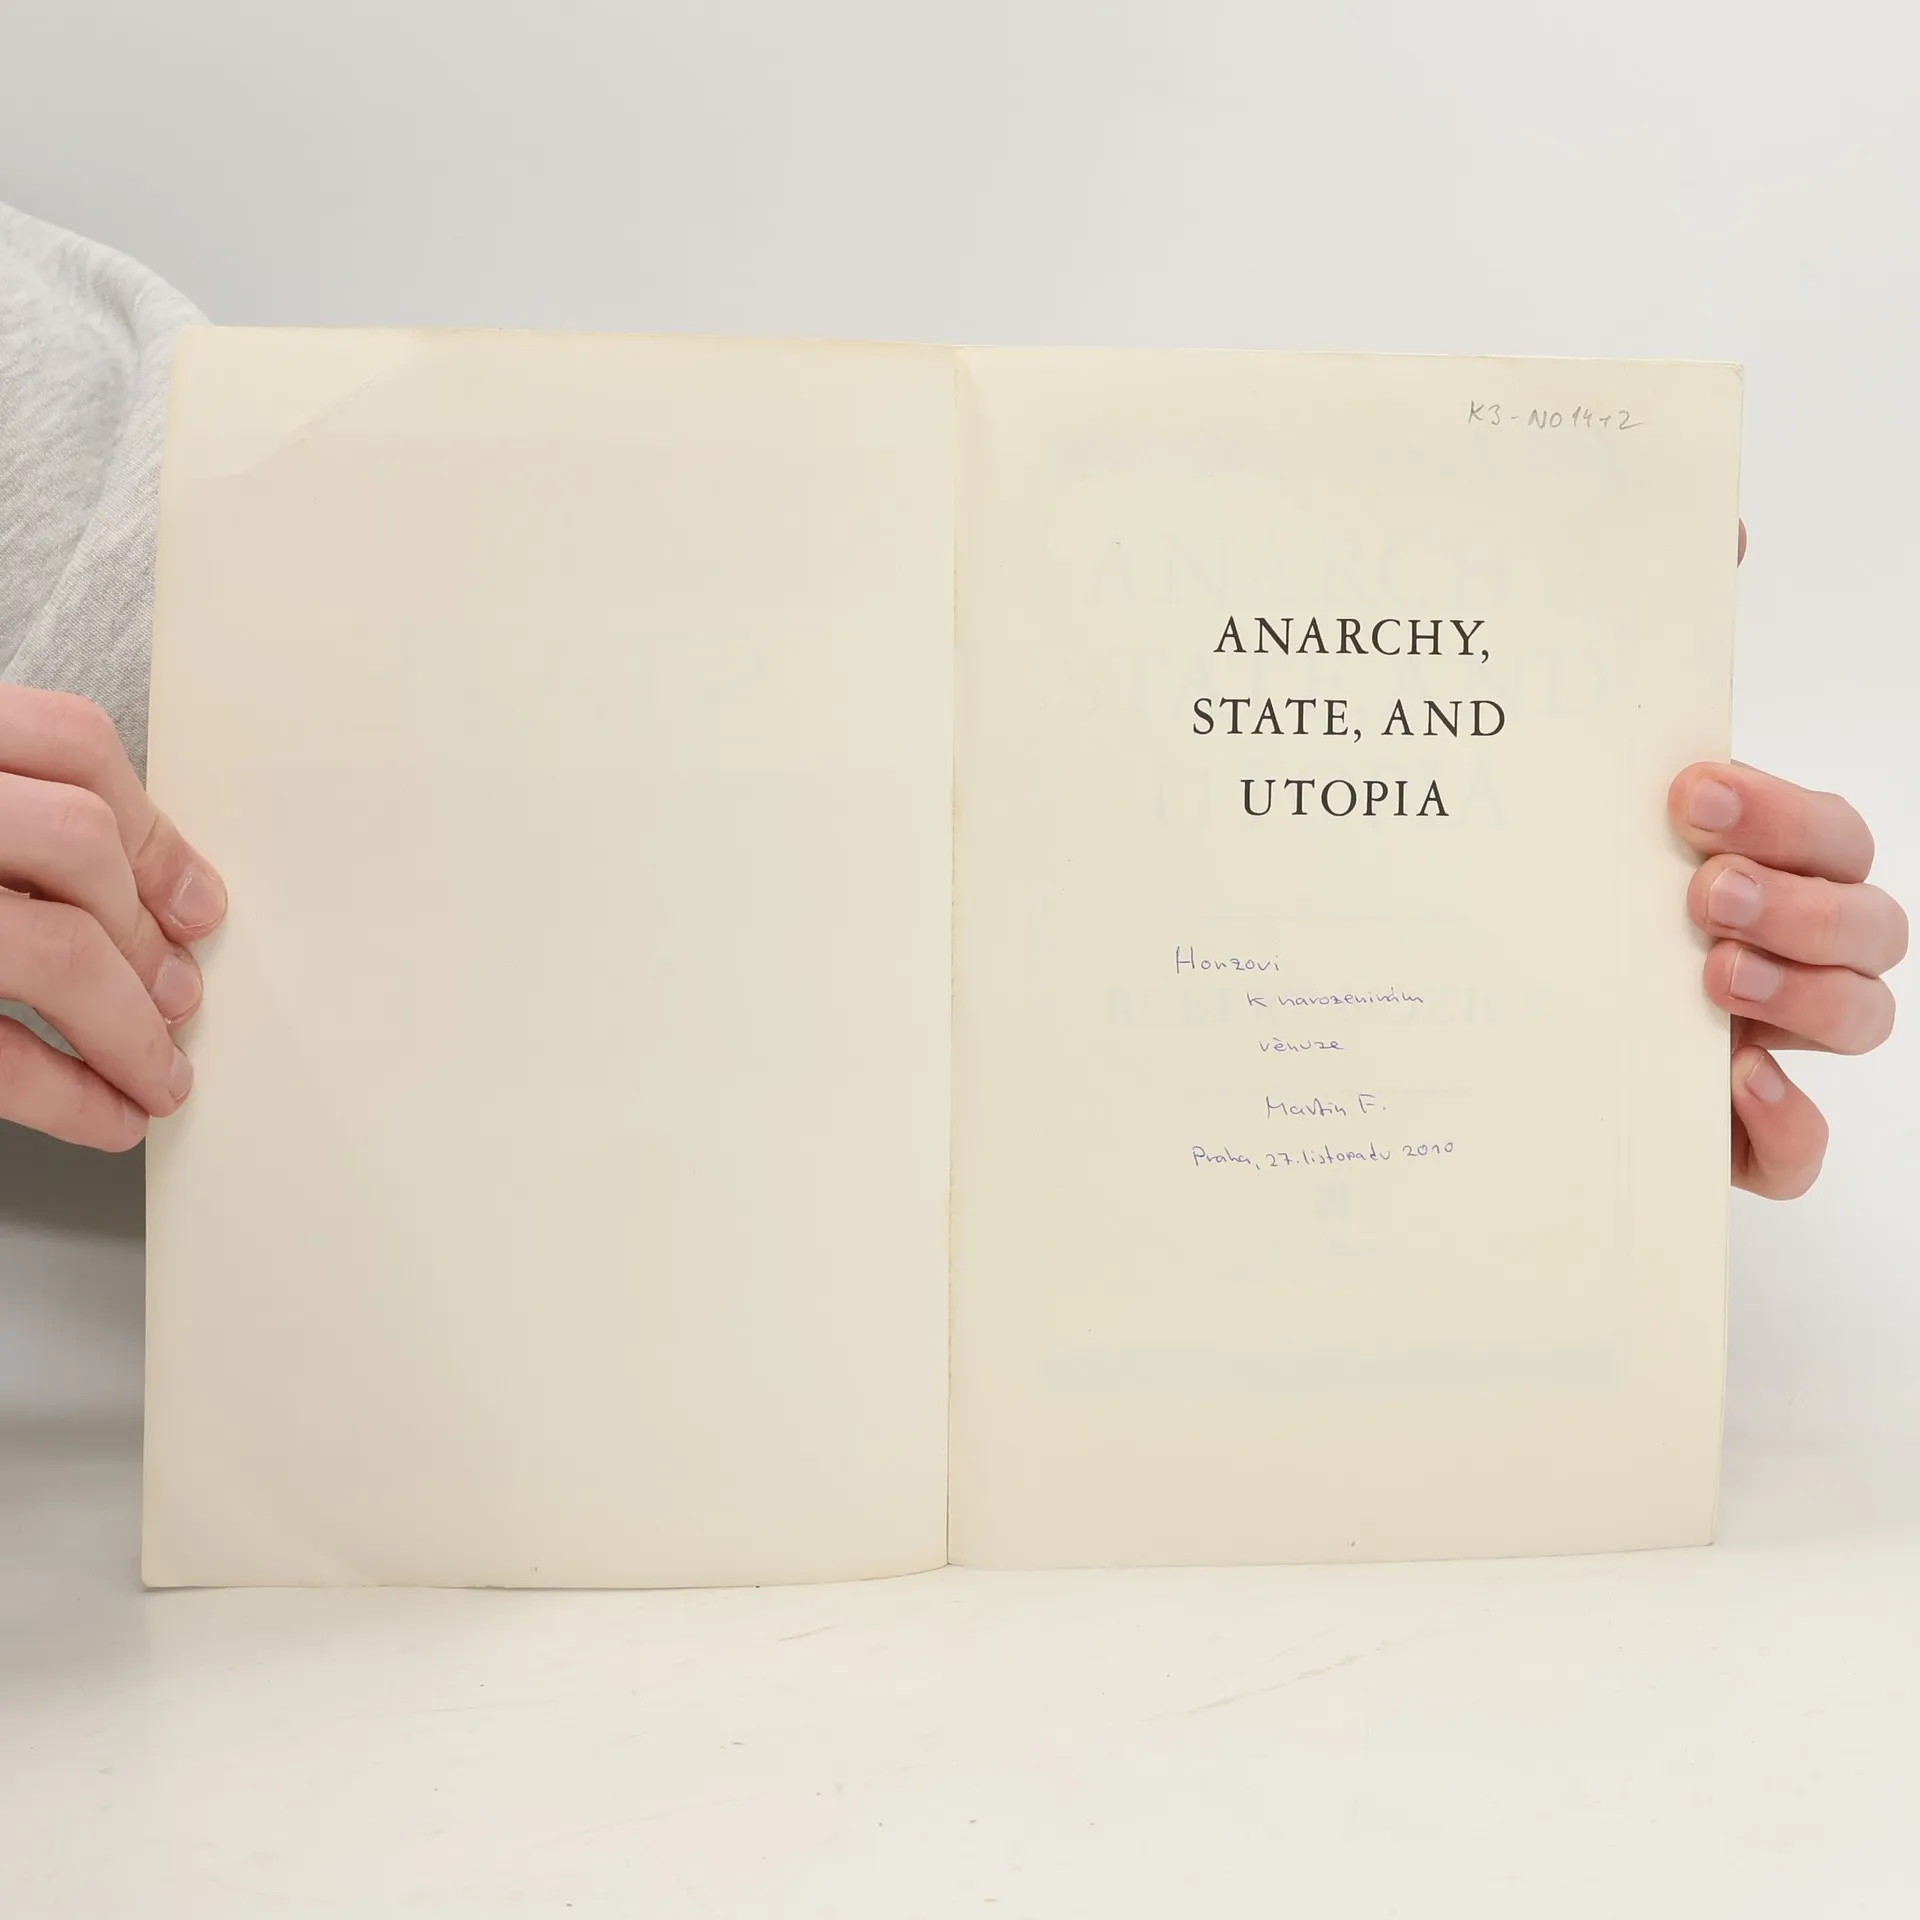 K3 - NO14+2
ANARCHY,
STATE, AND
UTOPIA
Honzovi
k narozeninám
věnuje
Martin F.
Praha, 27. listopadu 2010